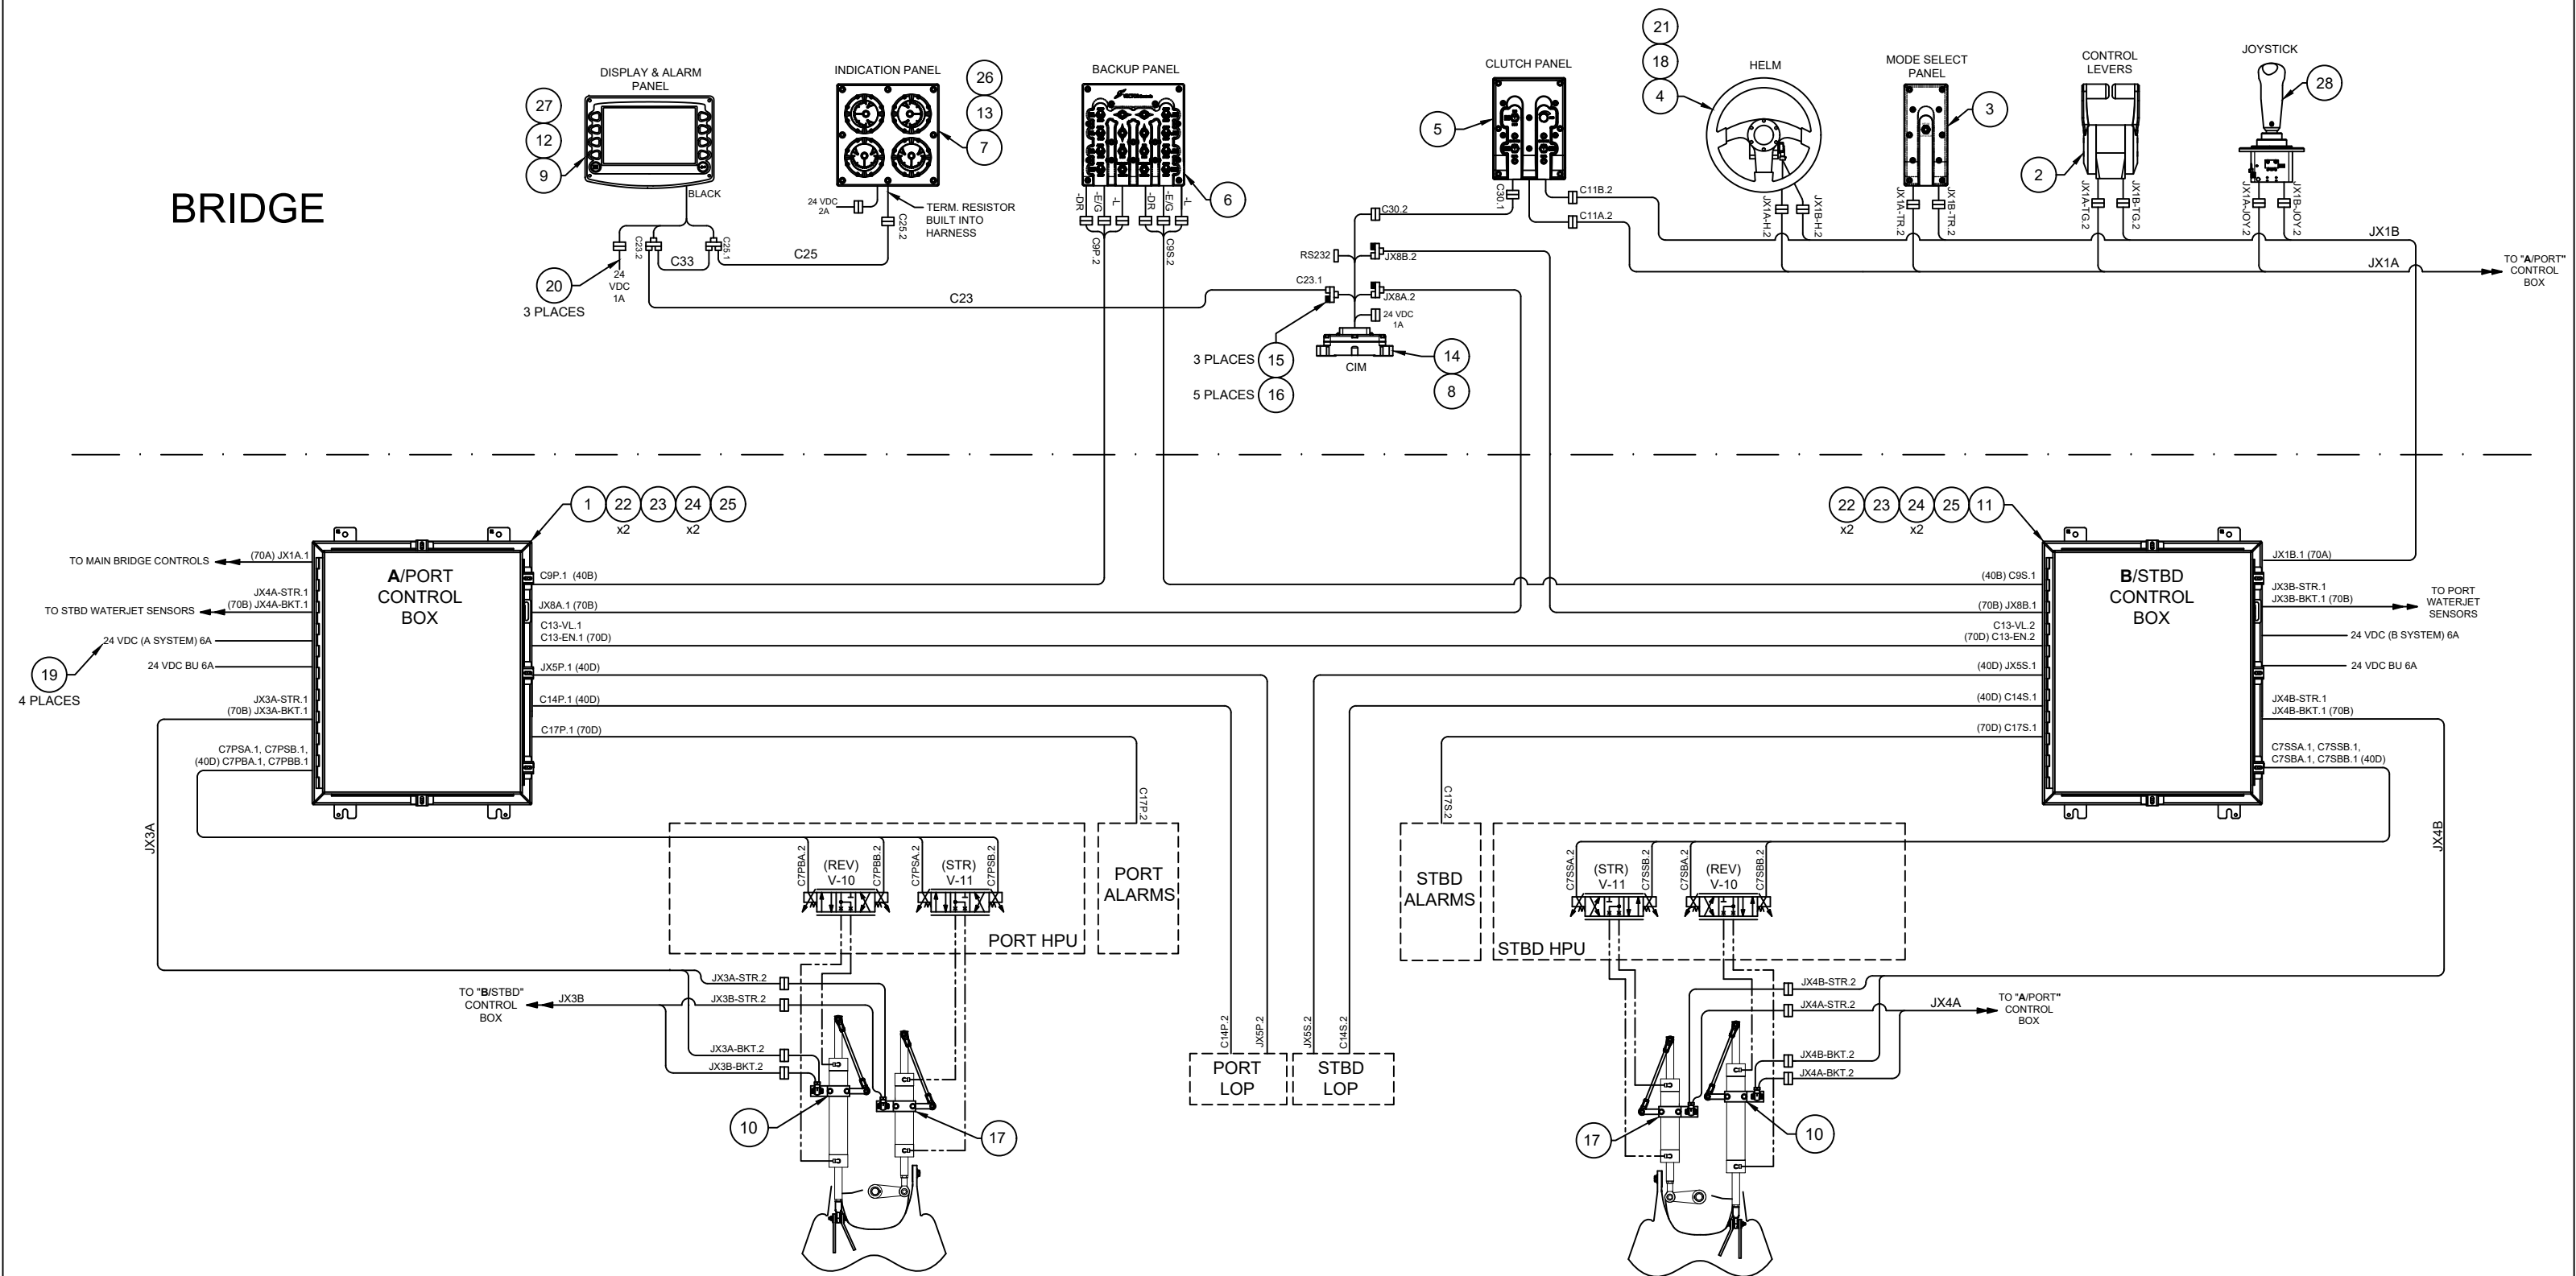 BRIDGE
DISPLAY & ALARM
PANEL
27
12
9
BLACK
20
3 PLACES
24
VDC
1A
C23.2
C33
C25.1
C25
C23
INDICATION PANEL
26
13
7
24 VDC
2A
C25.2
TERM. RESISTOR
BUILT INTO
HARNESS
BACKUP PANEL
6
-DR
-E/G
-L
-DR
-E/G
-L
C9P.2
C9S.2
CLUTCH PANEL
5
C30.1
C30.2
C11B.2
C11A.2
RS232
JX8B.2
C23.1
JX8A.2
24 VDC
1A
3 PLACES
15
5 PLACES
16
CIM
14
8
21
18
4
HELM
JX1A-H.2
JX1B-H.2
MODE SELECT
PANEL
3
JX1A-TR.2
JX1B-TR.2
CONTROL
LEVERS
2
JX1A-TG.2
JX1B-TG.2
JOYSTICK
28
JX1A-JOY.2
JX1B-JOY.2
JX1B
JX1A
TO "A/PORT"
CONTROL
BOX
1
22
23
24
25
x2
x2
A/PORT
CONTROL
BOX
TO MAIN BRIDGE CONTROLS
(70A) JX1A.1
JX4A-STR.1
TO STBD WATERJET SENSORS
(70B) JX4A-BKT.1
24 VDC (A SYSTEM) 6A
24 VDC BU 6A
19
4 PLACES
JX3A-STR.1
(70B) JX3A-BKT.1
C7PSA.1, C7PSB.1,
(40D) C7PBA.1, C7PBB.1
C9P.1 (40B)
JX8A.1 (70B)
C13-VL.1
C13-EN.1 (70D)
JX5P.1 (40D)
C14P.1 (40D)
C17P.1 (70D)
22
23
24
25
11
x2
x2
B/STBD
CONTROL
BOX
(40B) C9S.1
(70B) JX8B.1
C13-VL.2
(70D) C13-EN.2
(40D) JX5S.1
(40D) C14S.1
(70D) C17S.1
JX1B.1 (70A)
JX3B-STR.1
JX3B-BKT.1 (70B)
TO PORT
WATERJET
SENSORS
24 VDC (B SYSTEM) 6A
24 VDC BU 6A
JX4B-STR.1
JX4B-BKT.1 (70B)
C7SSA.1, C7SSB.1,
C7SBA.1, C7SBB.1 (40D)
JX3A
JX4B
C7PBA.2
(REV)
V-10
C7PBB.2
C7PSA.2
(STR)
V-11
C7PSB.2
PORT HPU
C17P.2
PORT
ALARMS
C17S.2
STBD
ALARMS
C7SSA.2
(STR)
V-11
C7SSB.2
C7SBA.2
(REV)
V-10
C7SBB.2
STBD HPU
JX3A-STR.2
TO "B/STBD"
CONTROL
BOX
JX3B
JX3B-STR.2
JX3A-BKT.2
JX3B-BKT.2
10
17
C14P.2
JX5P.2
PORT
LOP
JX5S.2
C14S.2
STBD
LOP
JX4B-STR.2
JX4A-STR.2
JX4A
TO "A/PORT"
CONTROL
BOX
JX4B-BKT.2
JX4A-BKT.2
17
10